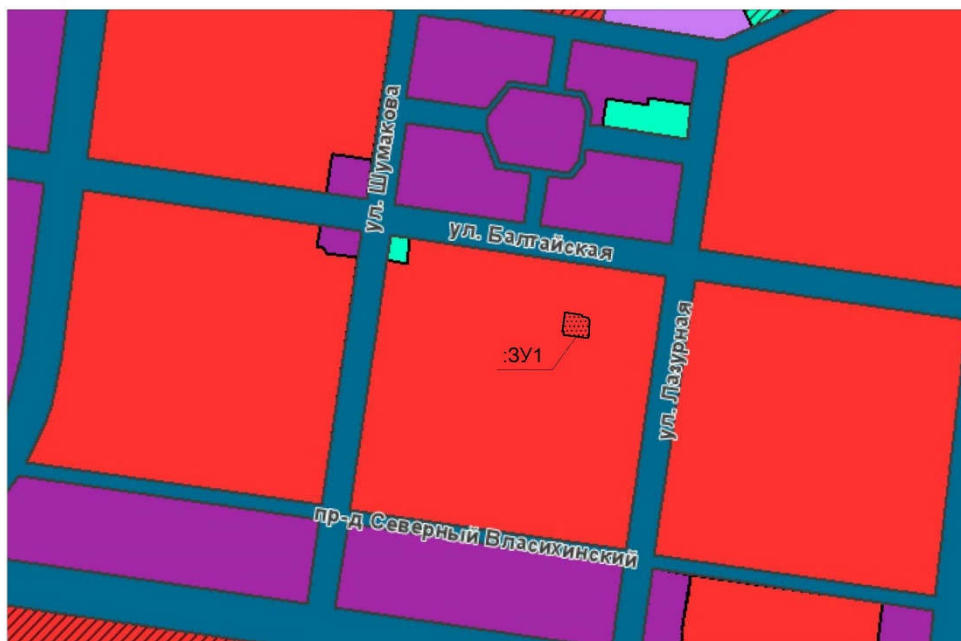 ул. Шумакова
ул. Балтайская
:ЗУ1
ул. Лазурная
пр-д Северный Власихинский